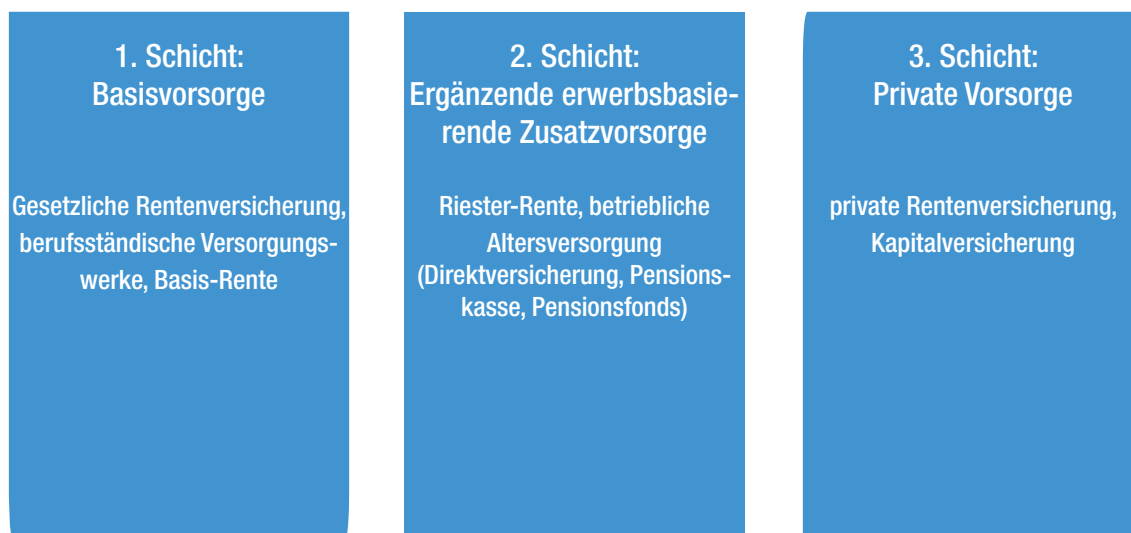 1. Schicht:
Basisvorsorge
Gesetzliche Rentenversicherung,
berufsständische Versorgungs-
werke, Basis-Rente
2. Schicht:
Ergänzende erwerbsbasie-
rende Zusatzvorsorge
Riester-Rente, betriebliche
Altersversorgung
(Direktversicherung, Pensions-
kasse, Pensionsfonds)
3. Schicht:
Private Vorsorge
private Rentenversicherung,
Kapitalversicherung